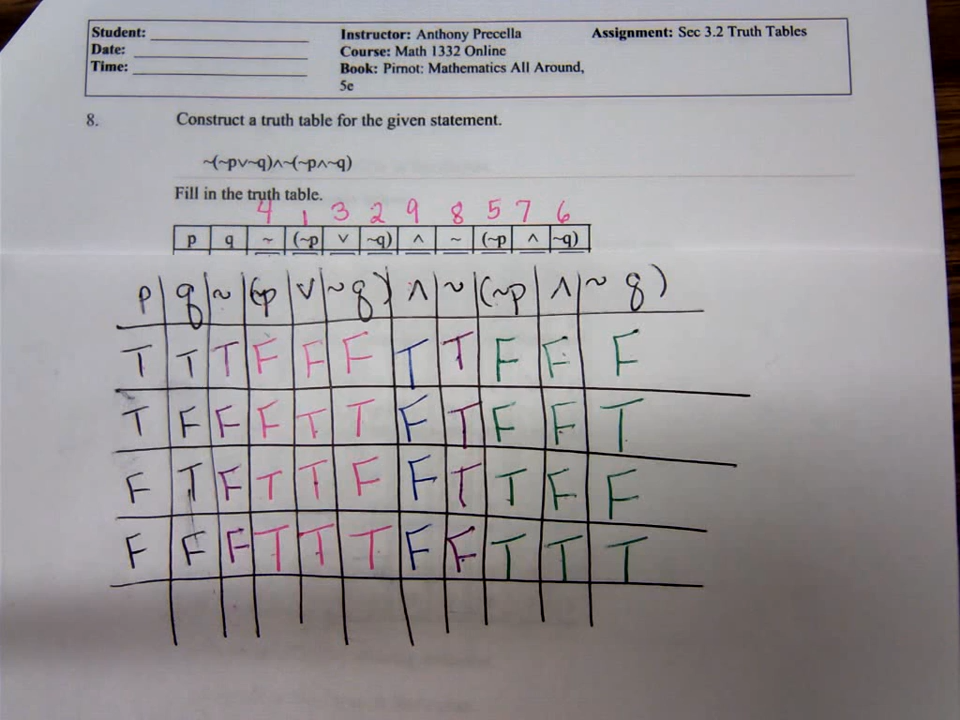 Student: Instructor: Anthony Precella Assignment: Sec 3.2 Truth Tables
Date: Course: Math 1332 Online
Time: Book: Pirnot: Mathematics All Around,
5e
8. Construct a truth table for the given statement.
~(~p∨~q)∧~(~p∧~q)
Fill in the truth table.
4 1 3 2 9 8 5 7 6
p q ~ (~p ∨ ~q) ∧ ~ (~p ∧ ~q)
p q ~ (~p ∨ ~q) ∧ ~ (~p ∧ ~q)
T T T F F F T T F F F
T F F F T T F T F F T
F T F T T F F T T F F
F F F T T T F F T T T